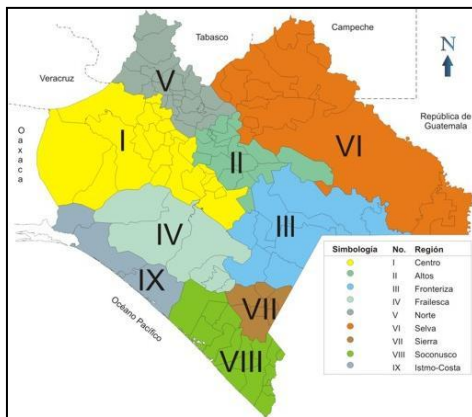 Campeche
Tabasco
N
Veracruz
V
República de
Guatemala
Oaxaca
I
II
VI
III
IV
IX
VII
VIII
Océano Pacífico
Simbología No. Región
I Centro
II Altos
III Fronteriza
IV Frailesca
V Norte
VI Selva
VII Sierra
VIII Soconusco
IX Istmo-Costa